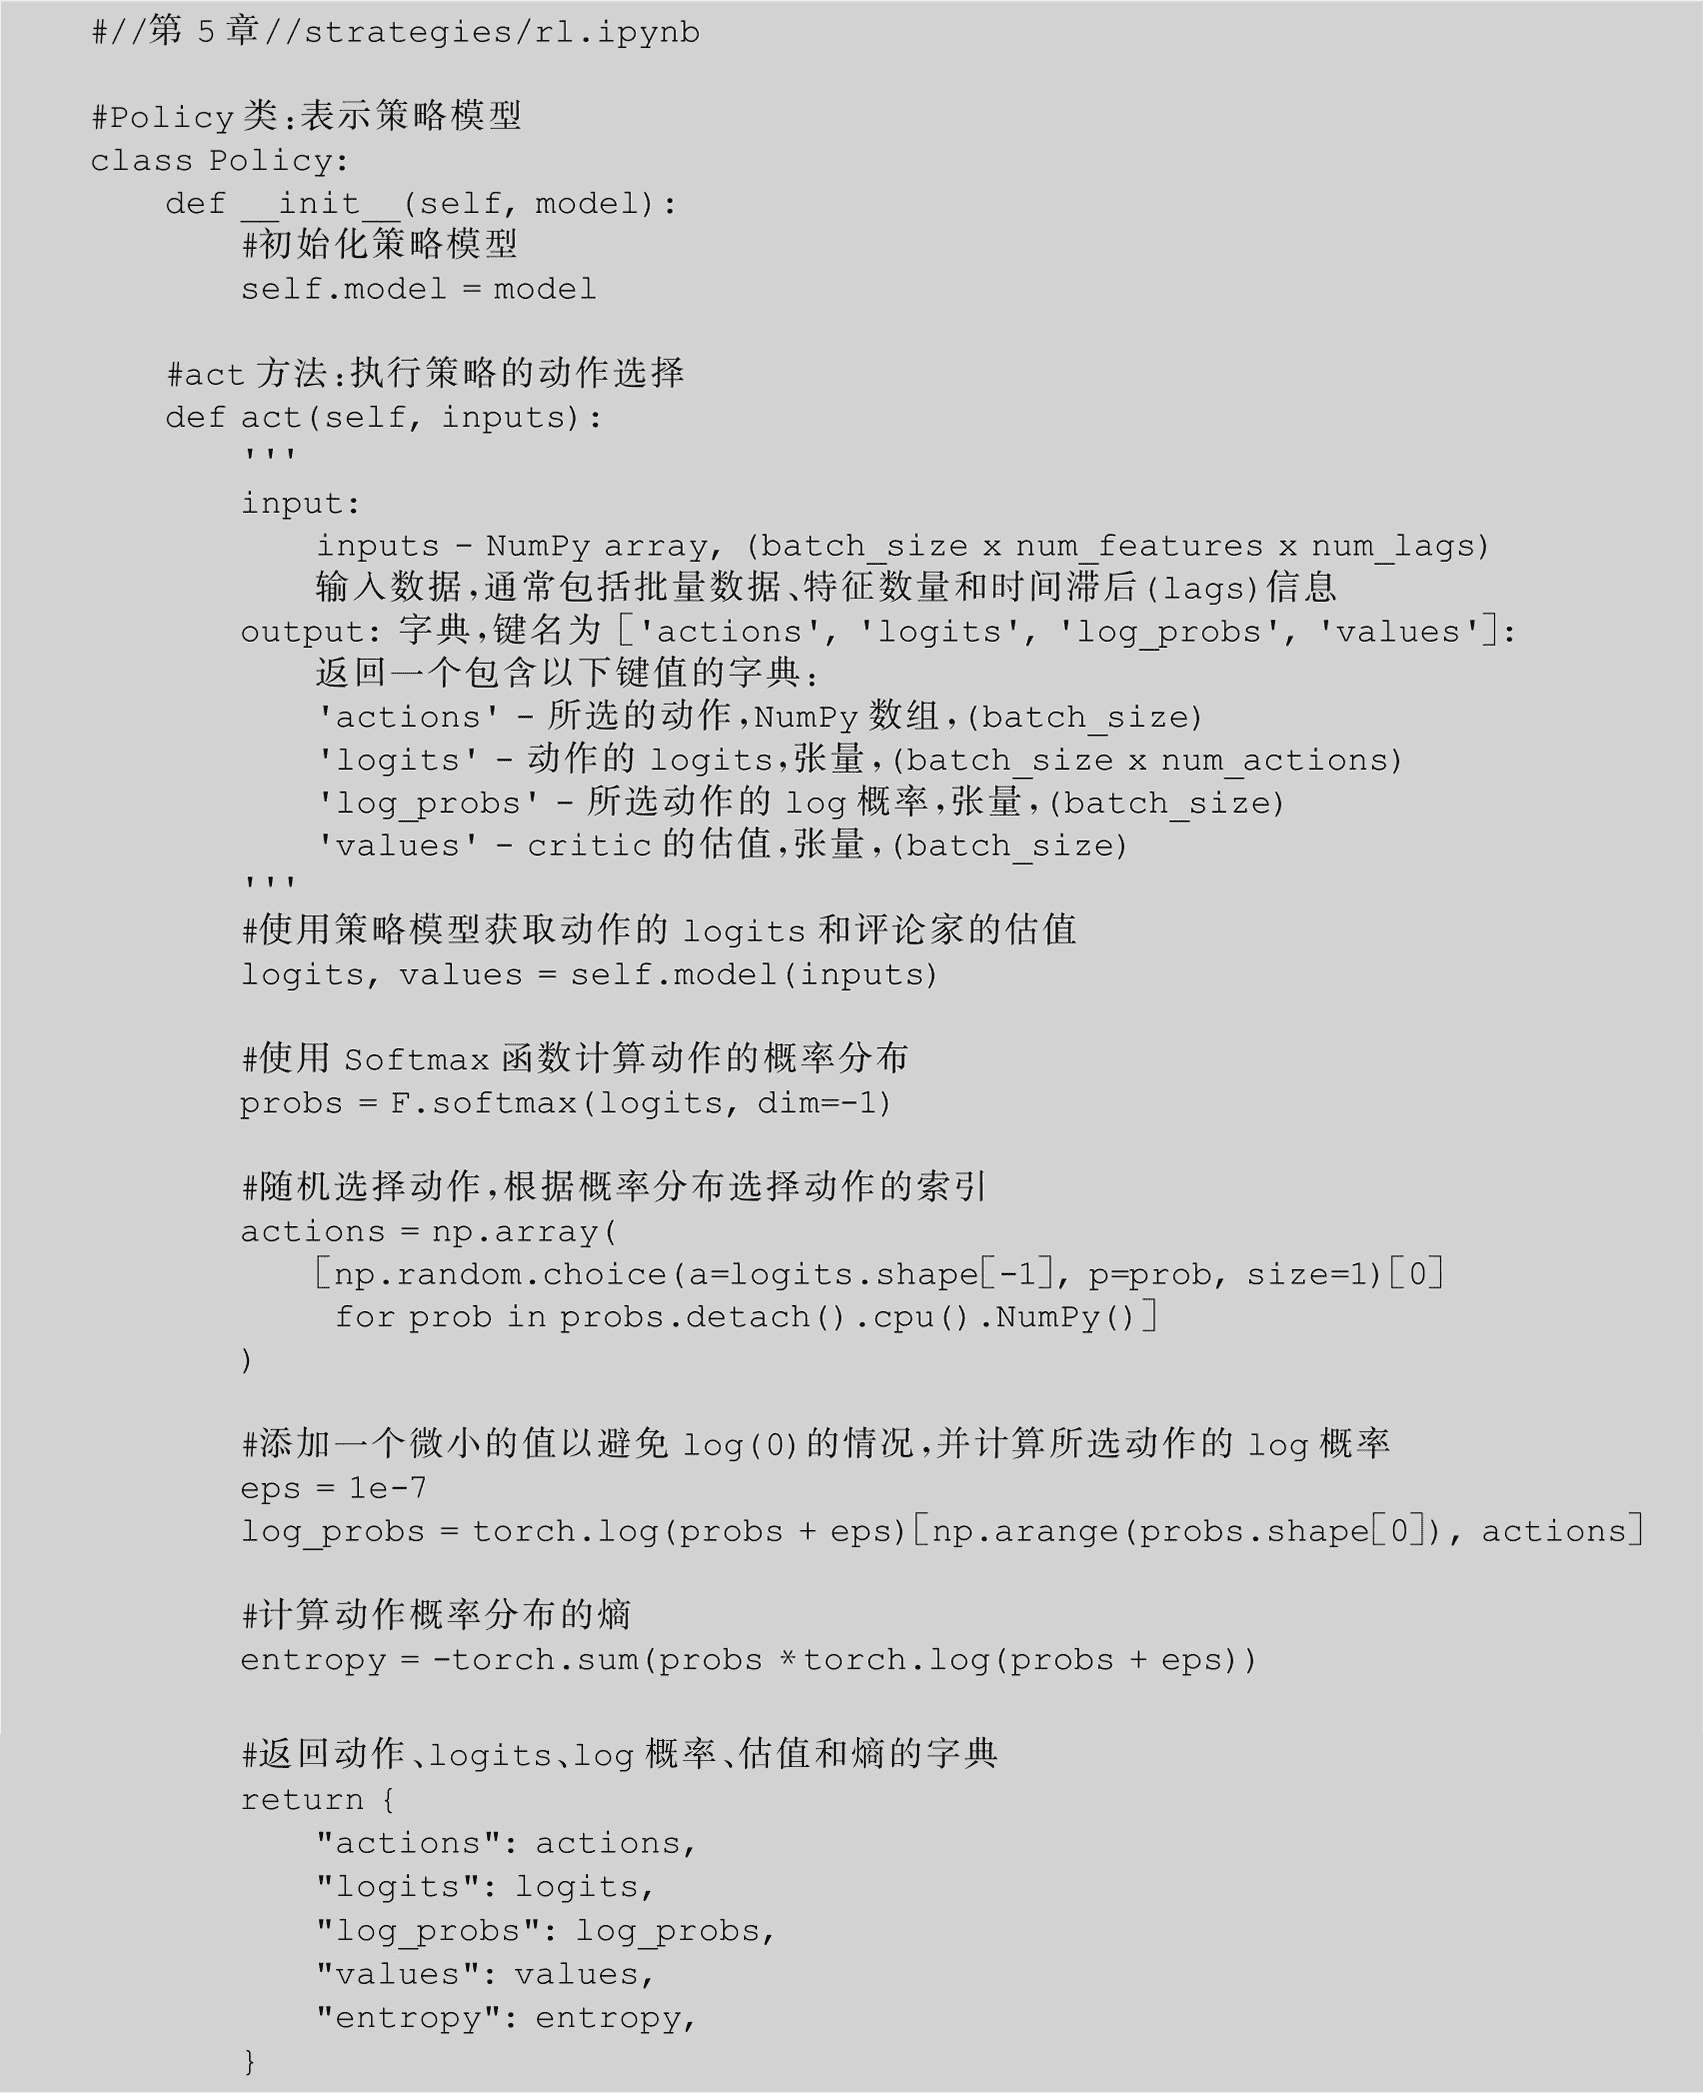 #//第 5 章//strategies/rl.ipynb
#Policy 类:表示策略模型
class Policy:
    def __init__(self, model):
        #初始化策略模型
        self.model = model
    #act 方法:执行策略的动作选择
    def act(self, inputs):
        '''
        input:
            inputs - NumPy array, (batch_size x num_features x num_lags)
            输入数据,通常包括批量数据、特征数量和时间滞后(lags)信息
        output: 字典,键名为 ['actions', 'logits', 'log_probs', 'values']:
            返回一个包含以下键值的字典:
            'actions' - 所选的动作,NumPy 数组,(batch_size)
            'logits' - 动作的 logits,张量,(batch_size x num_actions)
            'log_probs' - 所选动作的 log 概率,张量,(batch_size)
            'values' - critic 的估值,张量,(batch_size)
        '''
        #使用策略模型获取动作的 logits 和评论家的估值
        logits, values = self.model(inputs)
        #使用 Softmax 函数计算动作的概率分布
        probs = F.softmax(logits, dim=-1)
        #随机选择动作,根据概率分布选择动作的索引
        actions = np.array(
            [np.random.choice(a=logits.shape[-1], p=prob, size=1)[0]
             for prob in probs.detach().cpu().NumPy()]
        )
        #添加一个微小的值以避免 log(0)的情况,并计算所选动作的 log 概率
        eps = 1e-7
        log_probs = torch.log(probs + eps)[np.arange(probs.shape[0]), actions]
        #计算动作概率分布的熵
        entropy = -torch.sum(probs *torch.log(probs + eps))
        #返回动作、logits、log 概率、估值和熵的字典
        return {
            "actions": actions,
            "logits": logits,
            "log_probs": log_probs,
            "values": values,
            "entropy": entropy,
        }